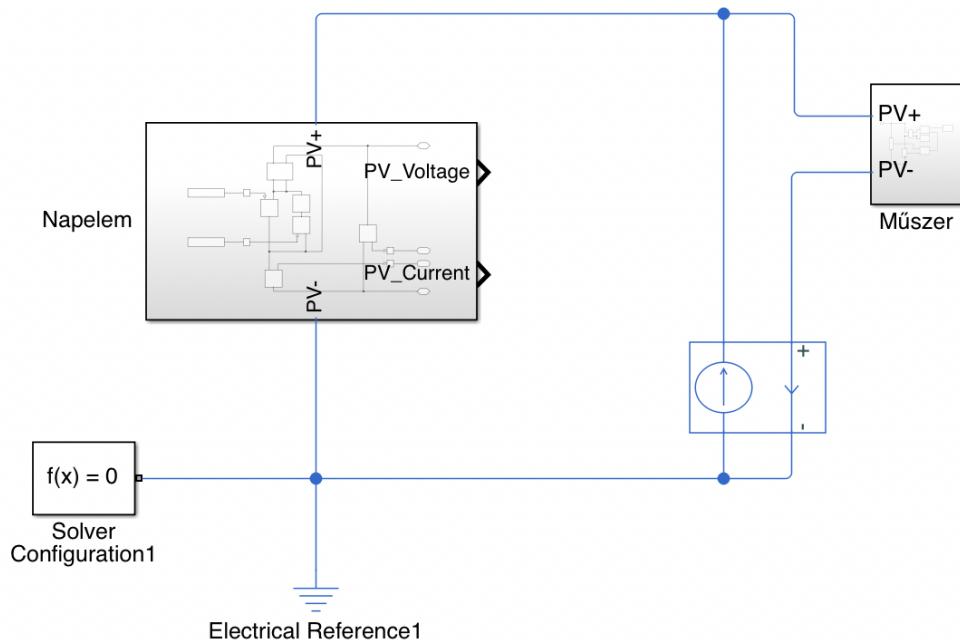 PV+
PV_Voltage
Napelem
PV_Current
PV-
PV+
PV-
Műszer
+
-
f(x) = 0
Solver
Configuration1
Electrical Reference1